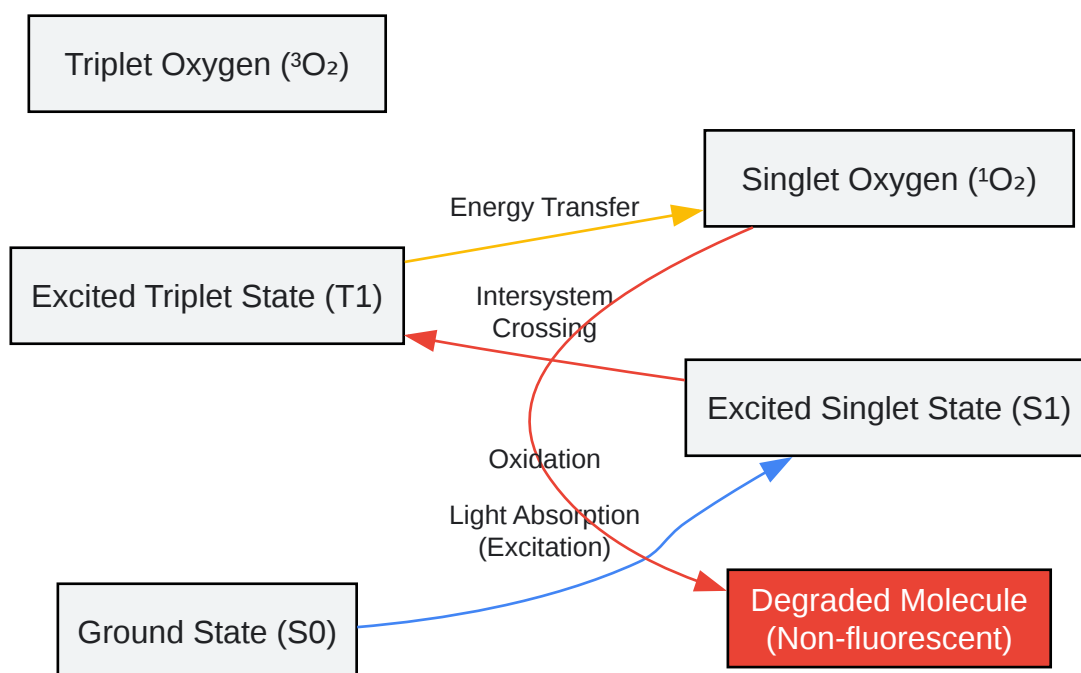 Triplet Oxygen (³O₂)
Singlet Oxygen (¹O₂)
Energy Transfer
Excited Triplet State (T1)
Intersystem
Crossing
Excited Singlet State (S1)
Oxidation
Light Absorption
(Excitation)
Degraded Molecule
(Non-fluorescent)
Ground State (S0)